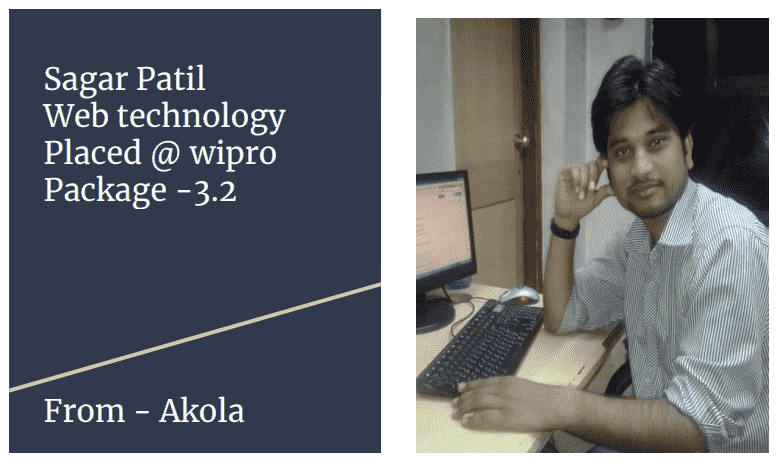 Sagar Patil
Web technology
Placed @ wipro
Package -3.2
From - Akola